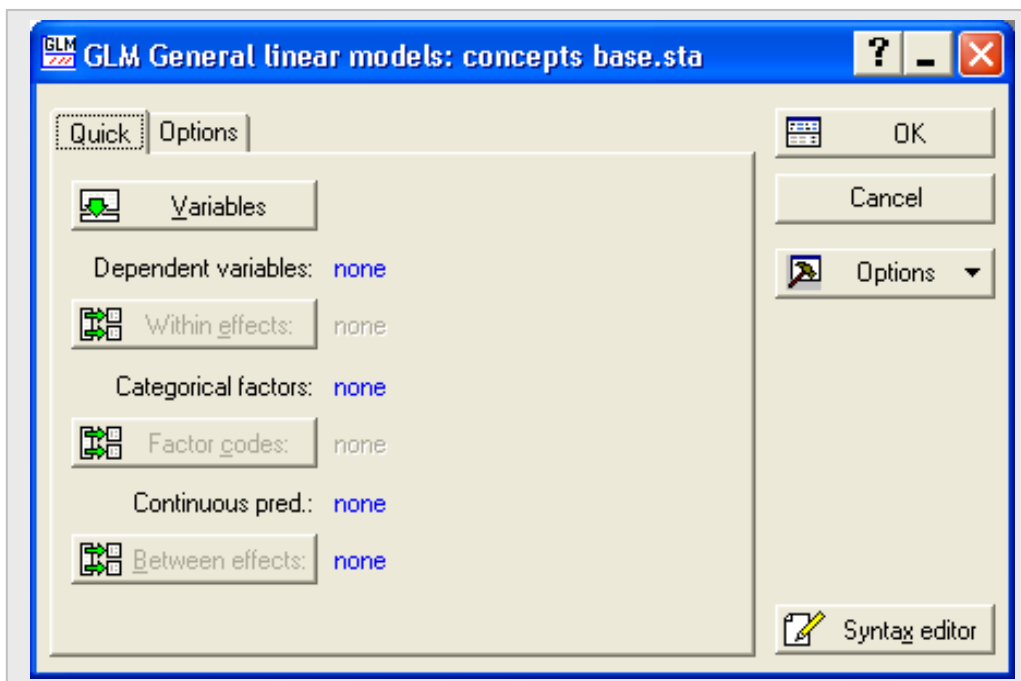 GLM GLM General linear models: concepts base.sta
Quick Options
Variables
Dependent variables: none
Within effects: none
Categorical factors: none
Factor codes: none
Continuous pred.: none
Between effects: none
OK
Cancel
Options
Syntax editor